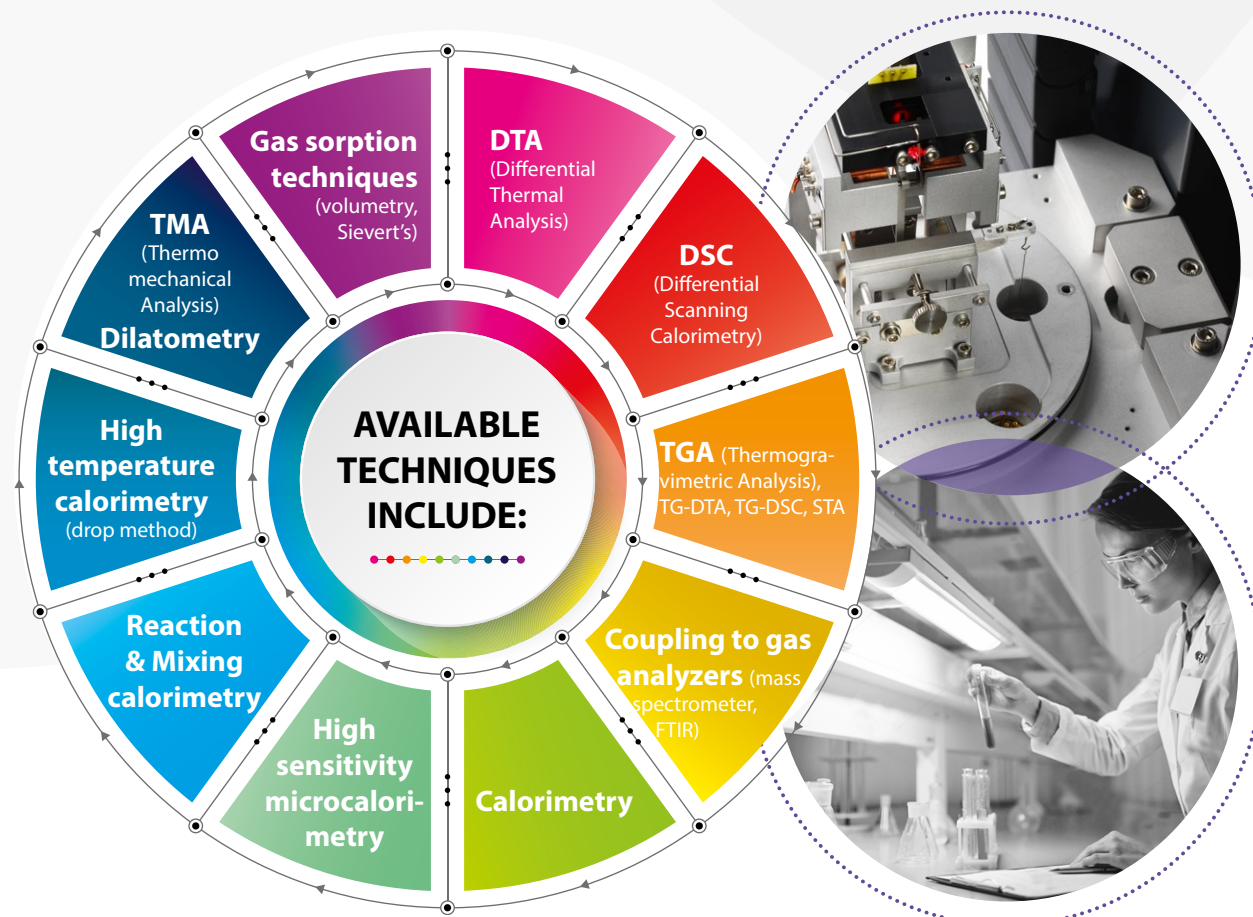 AVAILABLE
TECHNIQUES
INCLUDE:
DTA
(Differential
Thermal
Analysis)
DSC
(Differential
Scanning
Calorimetry)
TGA (Thermogra-
vimetric Analysis),
TG-DTA, TG-DSC, STA
Coupling to gas
analyzers (mass
spectrometer,
FTIR)
Calorimetry
High
sensitivity
microcalori-
metry
Reaction
& Mixing
calorimetry
High
temperature
calorimetry
(drop method)
TMA
(Thermo
mechanical
Analysis)
Dilatometry
Gas sorption
techniques
(volumetry,
Sievert's)